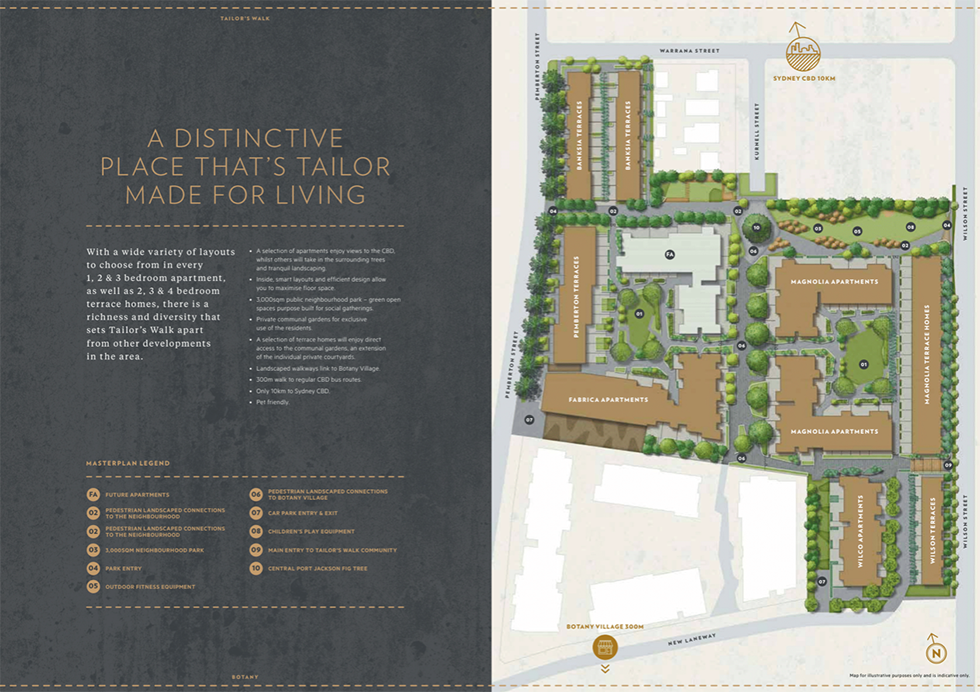 TAILOR'S WALK
A DISTINCTIVE
PLACE THAT'S TAILOR
MADE FOR LIVING
With a wide variety of layouts
to choose from in every
1, 2 & 3 bedroom apartment,
as well as 2, 3 & 4 bedroom
terrace homes, there is a
richness and diversity that
sets Tailor's Walk apart
from other developments
in the area.
• A selection of apartments enjoy views to the CBD,
whilst others will take in the surrounding trees
and tranquil landscaping.
• Inside, smart layouts and efficient design allow
you to maximise floor space.
• 3,000sqm public neighbourhood park – green open
spaces purpose built for social gatherings.
• Private communal gardens for exclusive
use of the residents.
• A selection of terrace homes will enjoy direct
access to the communal gardens, an extension
of the individual private courtyards.
• Landscaped walkways link to Botany Village.
• 300m walk to regular CBD bus routes.
• Only 10km to Sydney CBD.
• Pet friendly.
MASTERPLAN LEGEND
FA FUTURE APARTMENTS
02 PEDESTRIAN LANDSCAPED CONNECTIONS
TO THE NEIGHBOURHOOD
02 PEDESTRIAN LANDSCAPED CONNECTIONS
TO THE NEIGHBOURHOOD
03 3,000SQM NEIGHBOURHOOD PARK
04 PARK ENTRY
05 OUTDOOR FITNESS EQUIPMENT
06 PEDESTRIAN LANDSCAPED CONNECTIONS
TO BOTANY VILLAGE
07 CAR PARK ENTRY & EXIT
08 CHILDREN'S PLAY EQUIPMENT
09 MAIN ENTRY TO TAILOR'S WALK COMMUNITY
10 CENTRAL PORT JACKSON FIG TREE
BOTANY
WARRANA STREET
SYDNEY CBD 10KM
PEMBERTON STREET
BANKSIA TERRACES
BANKSIA TERRACES
KURNELL STREET
WILSON STREET
04
02
02
10
03
05
08
04
02
06
FA
PEMBERTON TERRACES
01
MAGNOLIA APARTMENTS
MAGNOLIA TERRACE HOMES
PEMBERTON STREET
06
01
FABRICA APARTMENTS
07
MAGNOLIA APARTMENTS
06
09
WILCO APARTMENTS
WILSON TERRACES
WILSON STREET
07
BOTANY VILLAGE 300M
NEW LANEWAY
N
Map for illustrative purposes only and is indicative only.